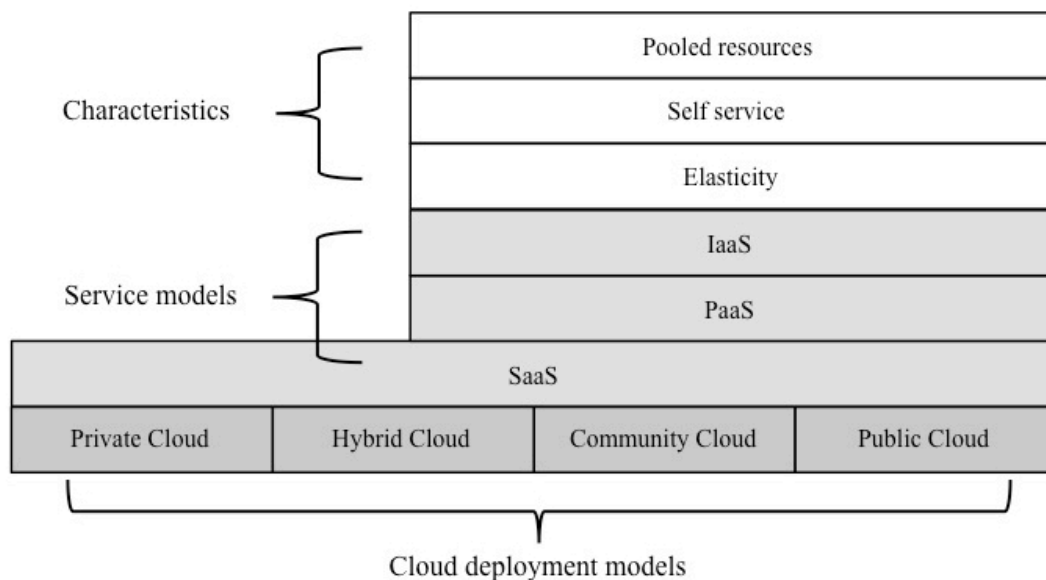 Pooled resources
Characteristics
Self service
Elasticity
IaaS
Service models
PaaS
SaaS
Private Cloud
Hybrid Cloud
Community Cloud
Public Cloud
Cloud deployment models